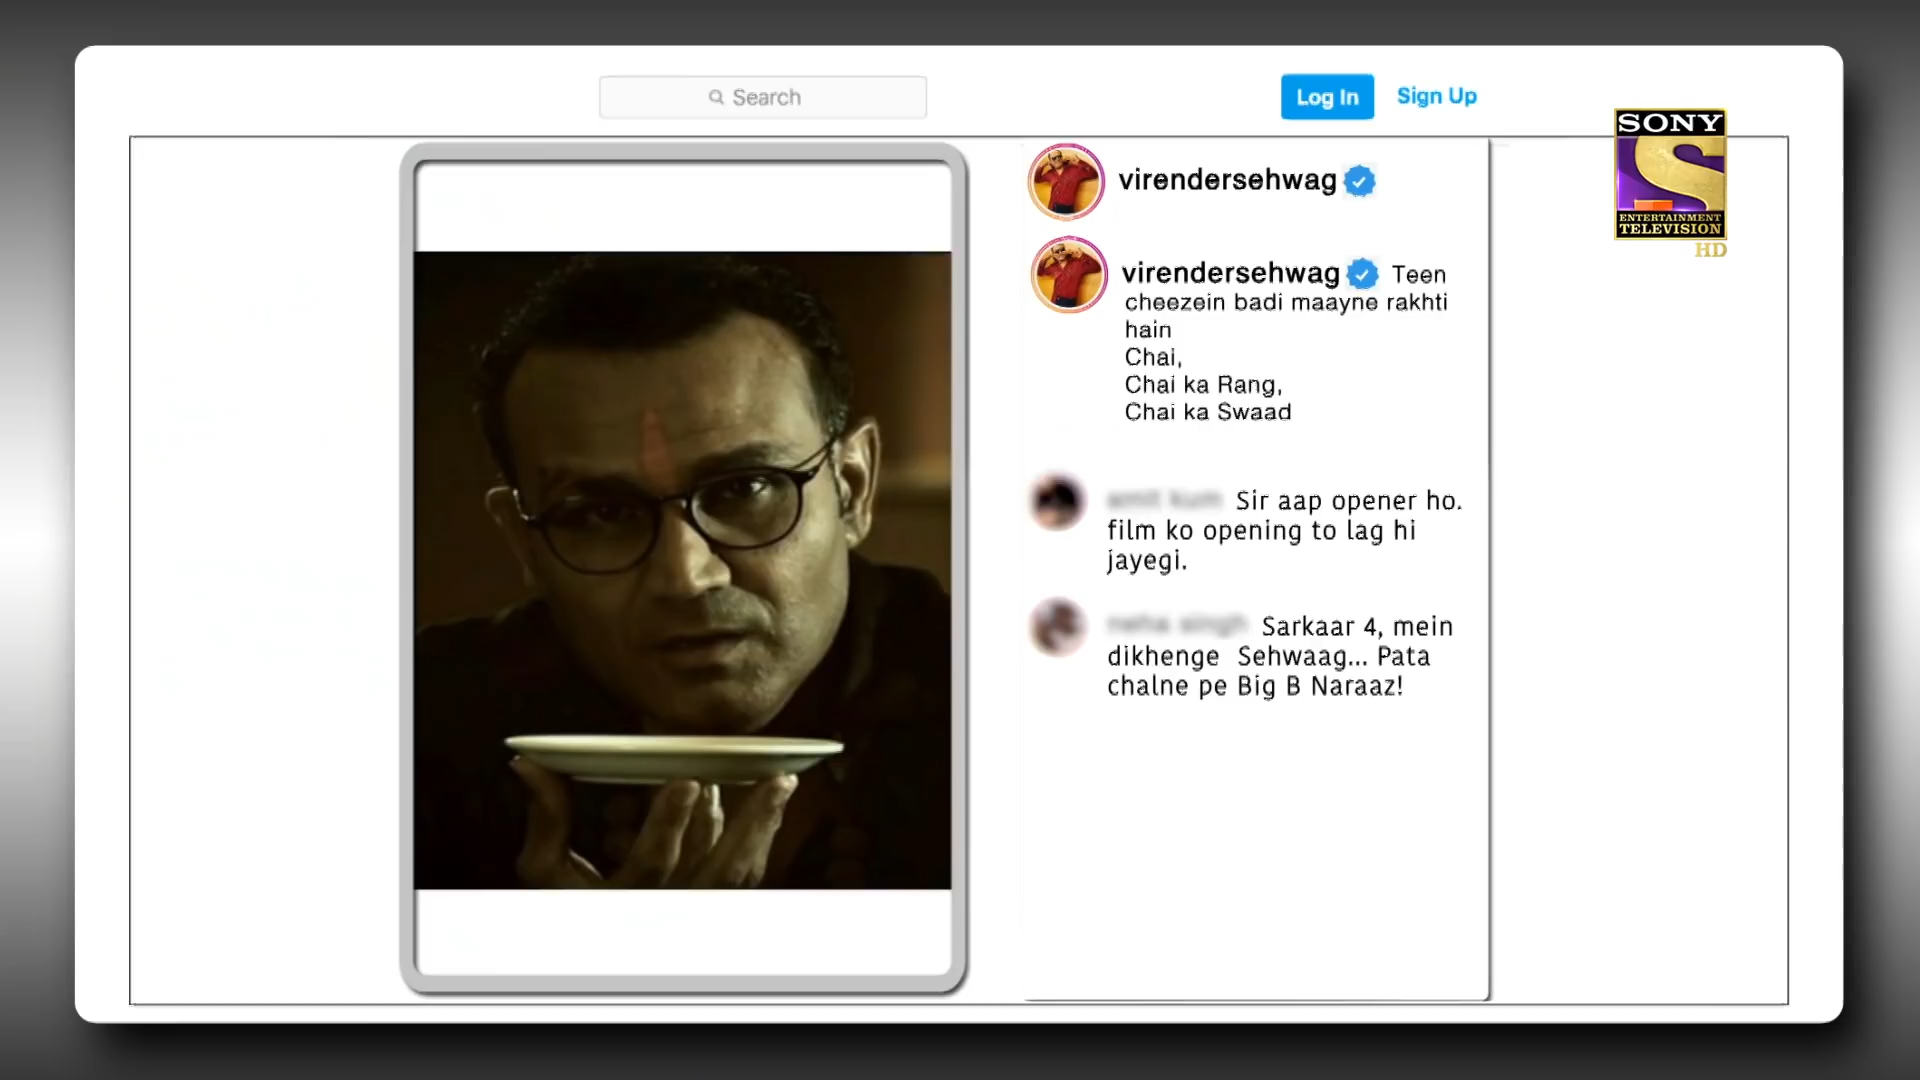 Search
Log In
Sign Up
SONY
ENTERTAINMENT
TELEVISION
HD
virendersehwag
virendersehwag Teen
cheezein badi maayne rakhti
hain
Chai,
Chai ka Rang,
Chai ka Swaad
Sir aap opener ho.
film ko opening to lag hi
jayegi.
Sarkaar 4, mein
dikhenge Sehwaag... Pata
chalne pe Big B Naraaz!